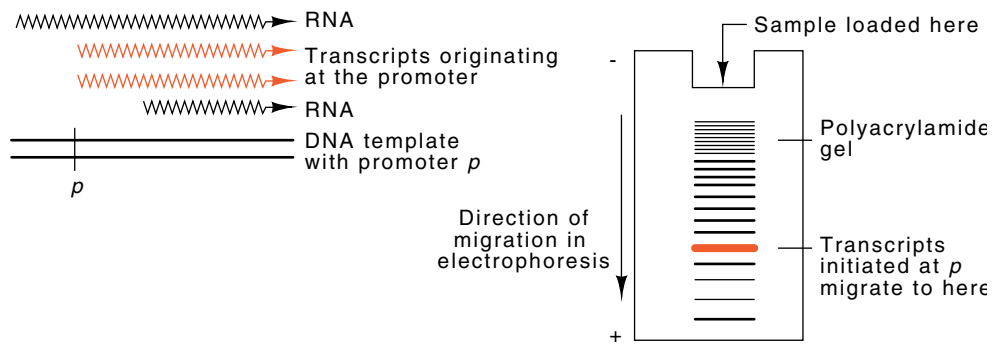 RNA
Transcripts originating
at the promoter
RNA
DNA template
with promoter p
p
Sample loaded here
-
Polyacrylamide
gel
Direction of
migration in
electrophoresis
Transcripts
initiated at p
migrate to here
+